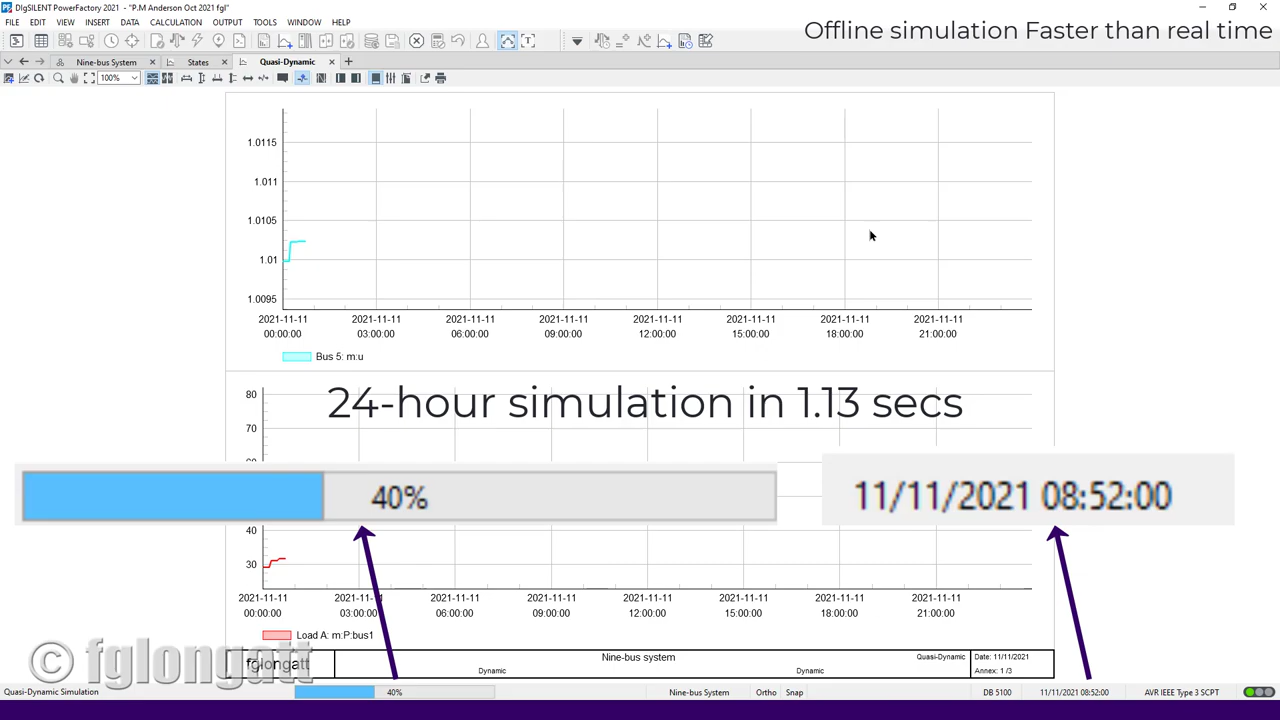 DIgSILENT PowerFactory 2021 - "P.M Anderson Oct 2021 fgl"
FILE EDIT VIEW INSERT DATA CALCULATION OUTPUT TOOLS WINDOW HELP
Offline simulation Faster than real time
Nine-bus System States Quasi-Dynamic
100%
1.0115
1.011
1.0105
1.01
1.0095
2021-11-11 2021-11-11 2021-11-11 2021-11-11 2021-11-11 2021-11-11 2021-11-11 2021-11-11
00:00:00 03:00:00 06:00:00 09:00:00 12:00:00 15:00:00 18:00:00 21:00:00
Bus 5: m:u
80
24-hour simulation in 1.13 secs
70
40%
11/11/2021 08:52:00
40
30
2021-11-11 2021-11-11 2021-11-11 2021-11-11 2021-11-11 2021-11-11 2021-11-11 2021-11-11
00:00:00 03:00:00 06:00:00 09:00:00 12:00:00 15:00:00 18:00:00 21:00:00
Load A: m:P:bus1
© fglongatt
fglongatt
Nine-bus system
Dynamic Dynamic
Quasi-Dynamic
Date: 11/11/2021
Annex: 1 /3
Quasi-Dynamic Simulation 40% Nine-bus System Ortho Snap DB 5100 11/11/2021 08:52:00 AVR IEEE Type 3 SCPT